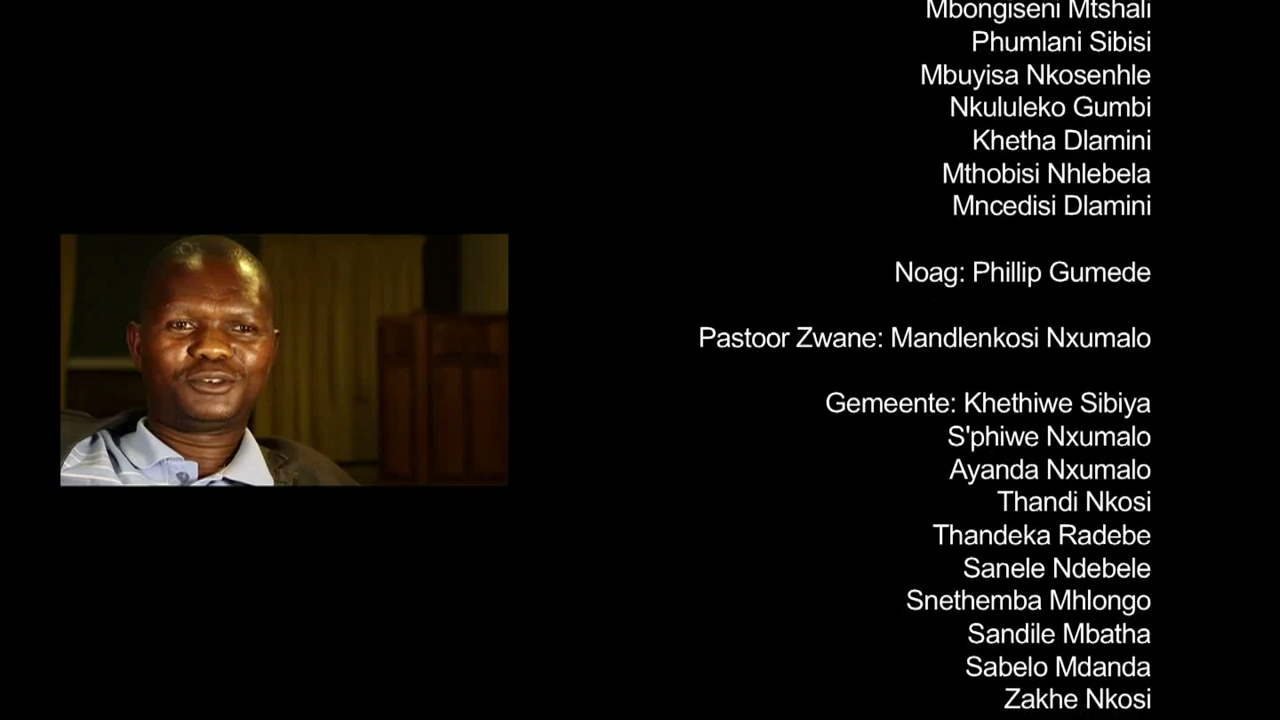 Mbongiseni Mtshali
Phumlani Sibisi
Mbuyisa Nkosenhle
Nkululeko Gumbi
Khetha Dlamini
Mthobisi Nhlebela
Mncedisi Dlamini
Noag: Phillip Gumede
Pastoor Zwane: Mandlenkosi Nxumalo
Gemeente: Khethiwe Sibiya
S'phiwe Nxumalo
Ayanda Nxumalo
Thandi Nkosi
Thandeka Radebe
Sanele Ndebele
Snethemba Mhlongo
Sandile Mbatha
Sabelo Mdanda
Zakhe Nkosi